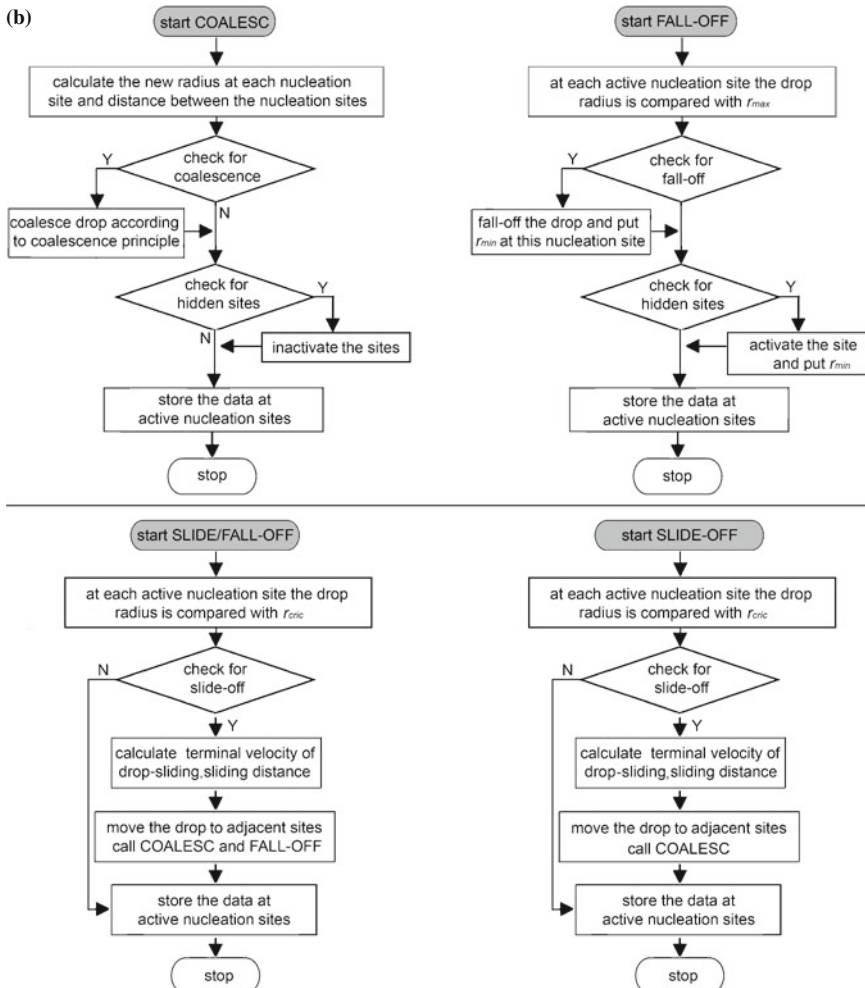 (b)
start COALESC
calculate the new radius at each nucleation
site and distance between the nucleation sites
check for
coalescence
Y
N
coalesce drop according
to coalescence principle
check for
hidden sites
Y
N
inactivate the sites
store the data at
active nucleation sites
stop
start FALL-OFF
at each active nucleation site the drop
radius is compared with rmax
check for
fall-off
Y
fall-off the drop and put
rmin at this nucleation site
check for
hidden sites
Y
activate the site
and put rmin
store the data at
active nucleation sites
stop
start SLIDE/FALL-OFF
at each active nucleation site the drop
radius is compared with rcric
N
check for
slide-off
Y
calculate terminal velocity of
drop-sliding,sliding distance
move the drop to adjacent sites
call COALESC and FALL-OFF
store the data at
active nucleation sites
stop
start SLIDE-OFF
at each active nucleation site the drop
radius is compared with rcric
N
check for
slide-off
Y
calculate terminal velocity of
drop-sliding,sliding distance
move the drop to adjacent sites
call COALESC
store the data at
active nucleation sites
stop